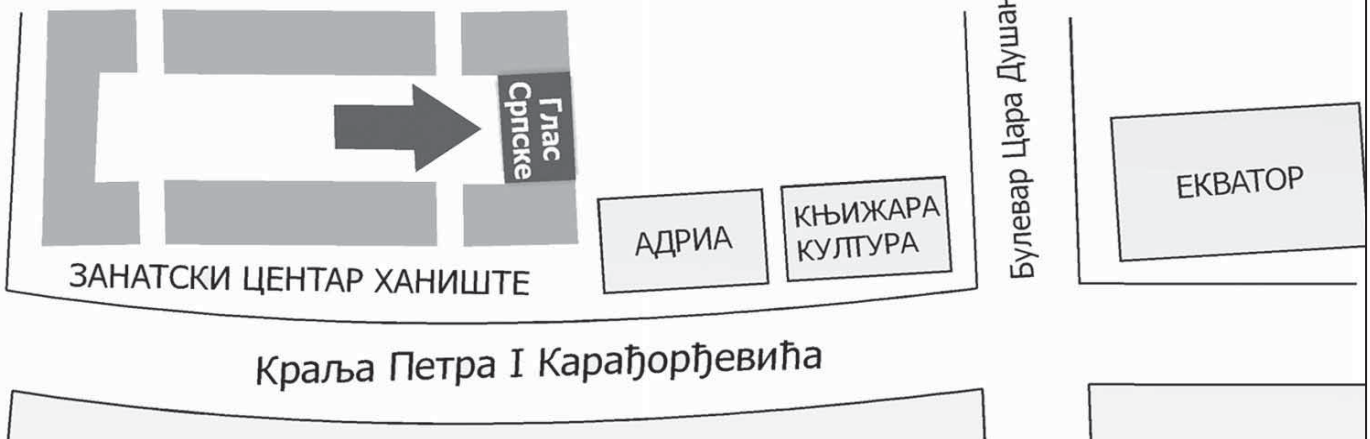 Глас
Српске
АДРИА
КЊИЖАРА
КУЛТУРА
Булевар Цара Душан
ЕКВАТОР
ЗАНАТСКИ ЦЕНТАР ХАНИШТЕ
Краља Петра I Карађорђевића